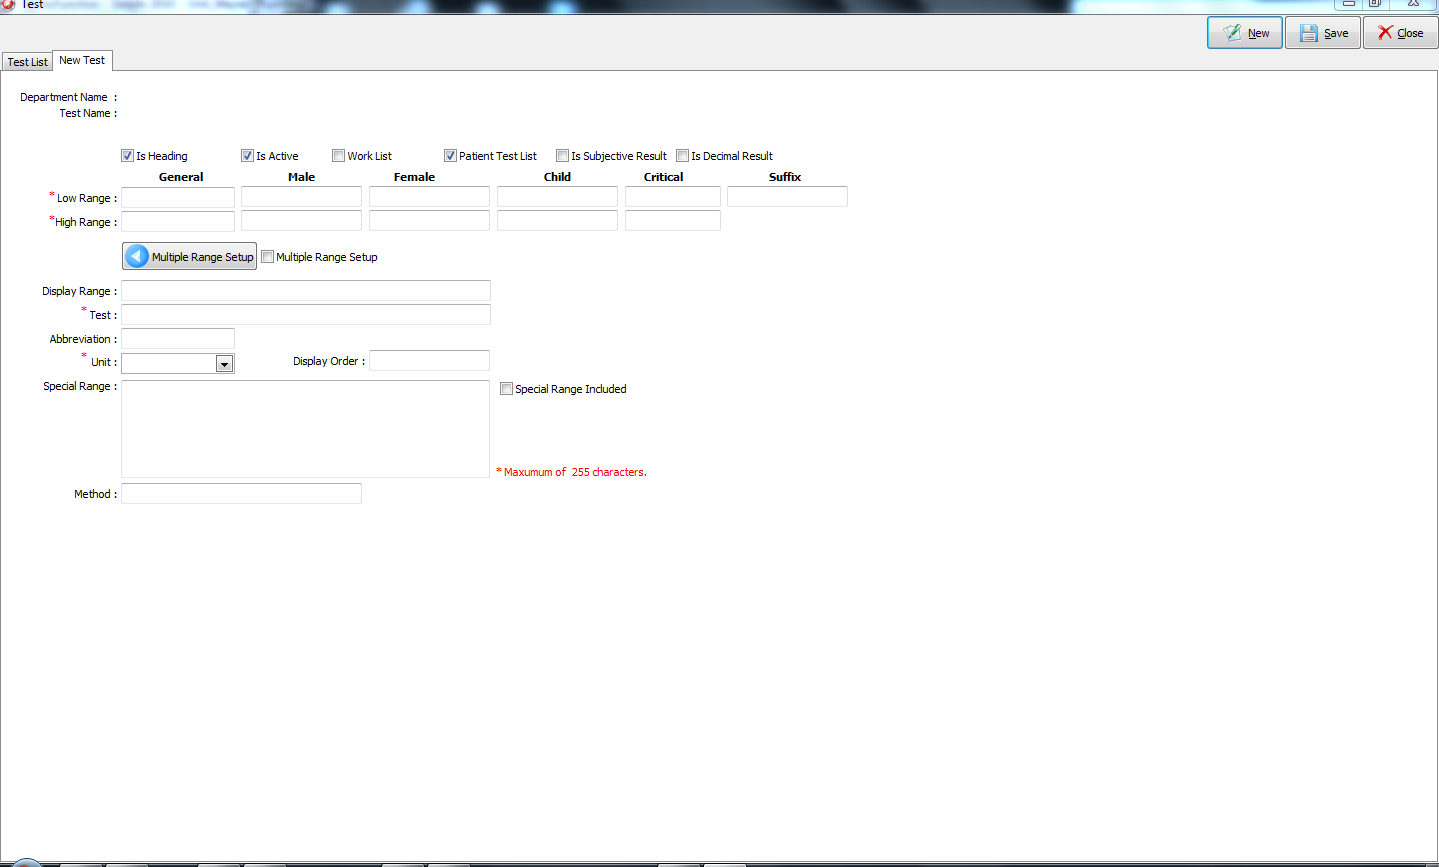 Test
New Save Close
Test List New Test
Department Name :
Test Name :
Is Heading Is Active Work List Patient Test List Is Subjective Result Is Decimal Result
General Male Female Child Critical Suffix
* Low Range :
*High Range :
Multiple Range Setup Multiple Range Setup
Display Range :
* Test :
Abbreviation :
* Unit : Display Order :
Special Range : Special Range Included
* Maxumum of 255 characters.
Method :